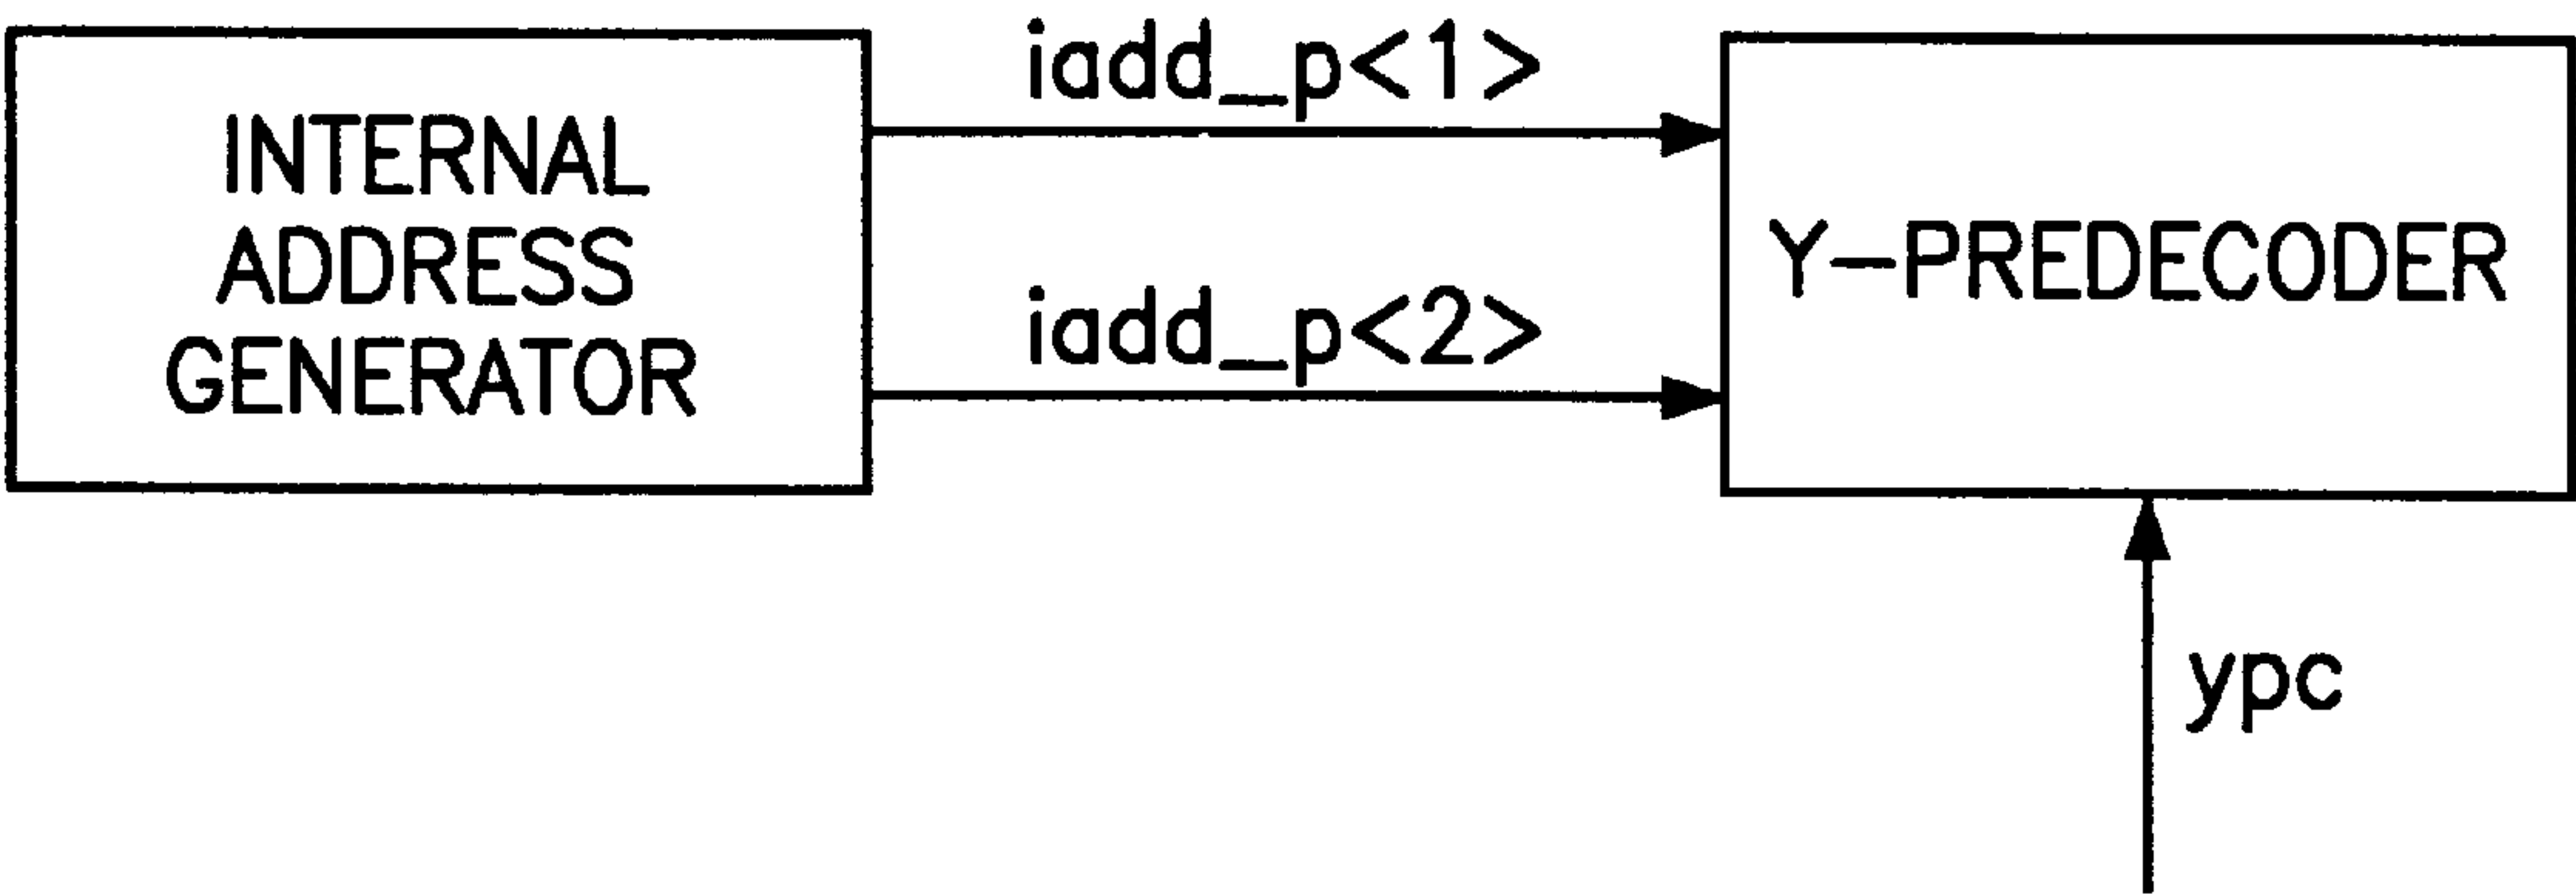 INTERNAL
ADDRESS
GENERATOR
iadd_p<1>
iadd_p<2>
Y-PREDECODER
ypc